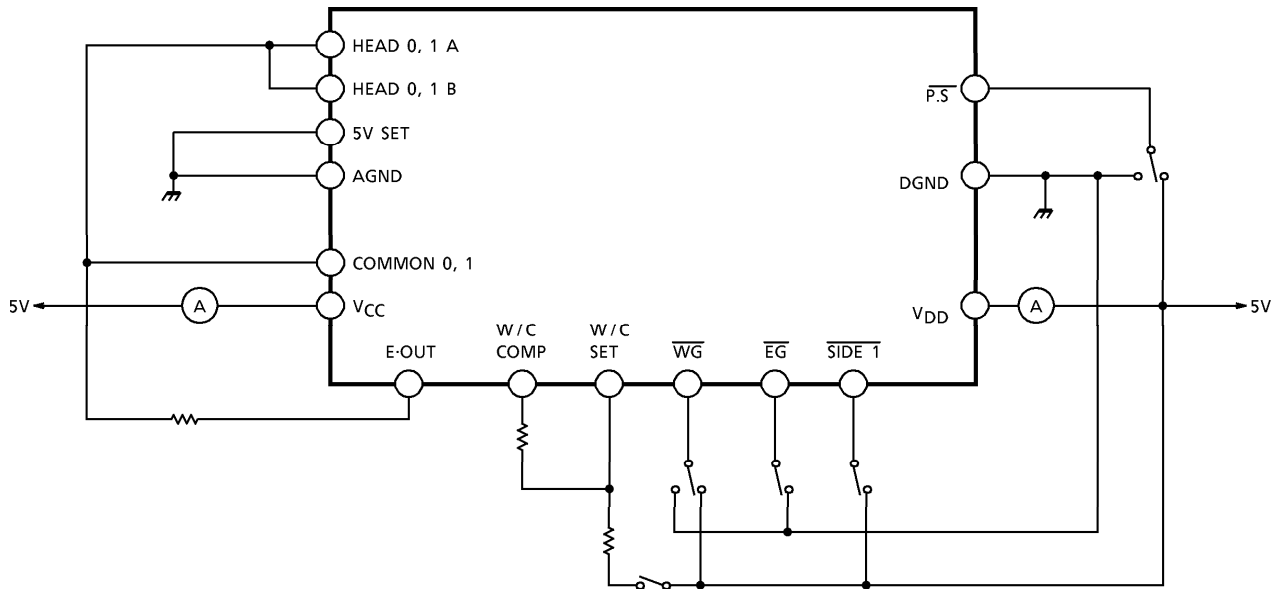 HEAD 0, 1 A
HEAD 0, 1 B
5V SET
AGND
COMMON 0, 1
5V
A
VCC
P.S
DGND
VDD
A
5V
E·OUT
W/C COMP
W/C SET
WG
EG
SIDE 1